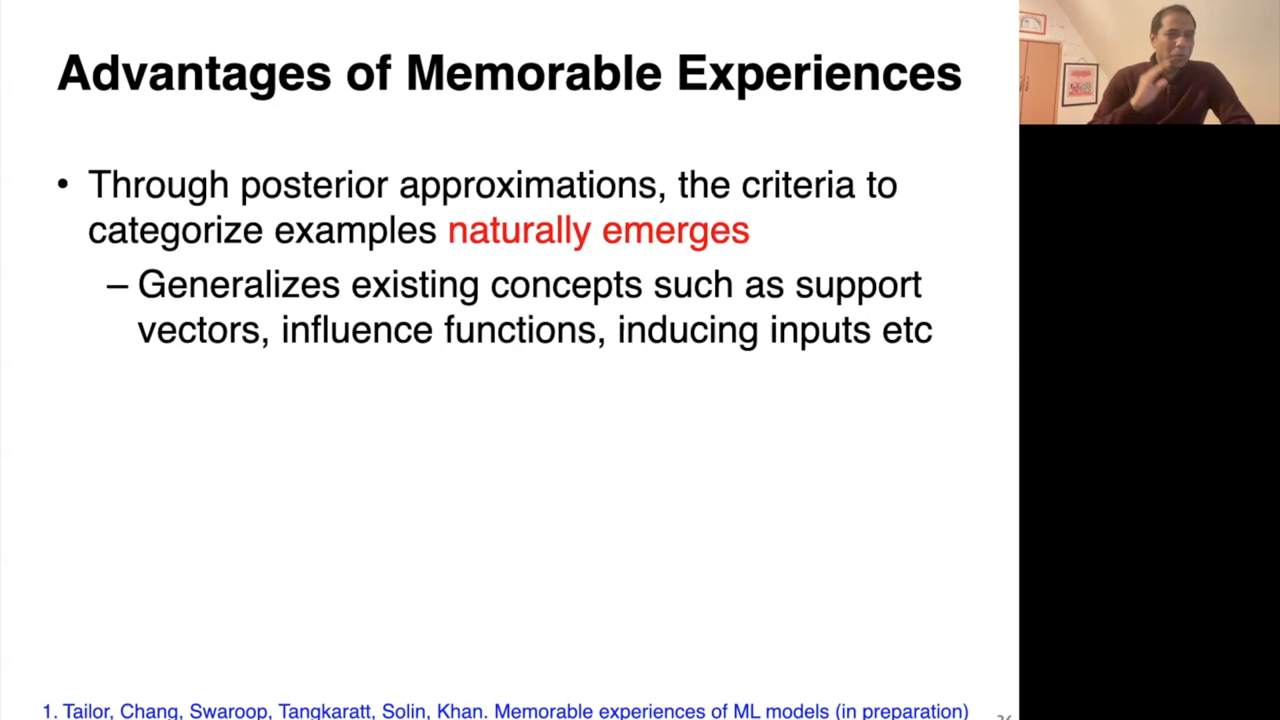 Advantages of Memorable Experiences
• Through posterior approximations, the criteria to
categorize examples naturally emerges
– Generalizes existing concepts such as support
vectors, influence functions, inducing inputs etc
1. Tailor, Chang, Swaroop, Tangkaratt, Solin, Khan. Memorable experiences of ML models (in preparation)